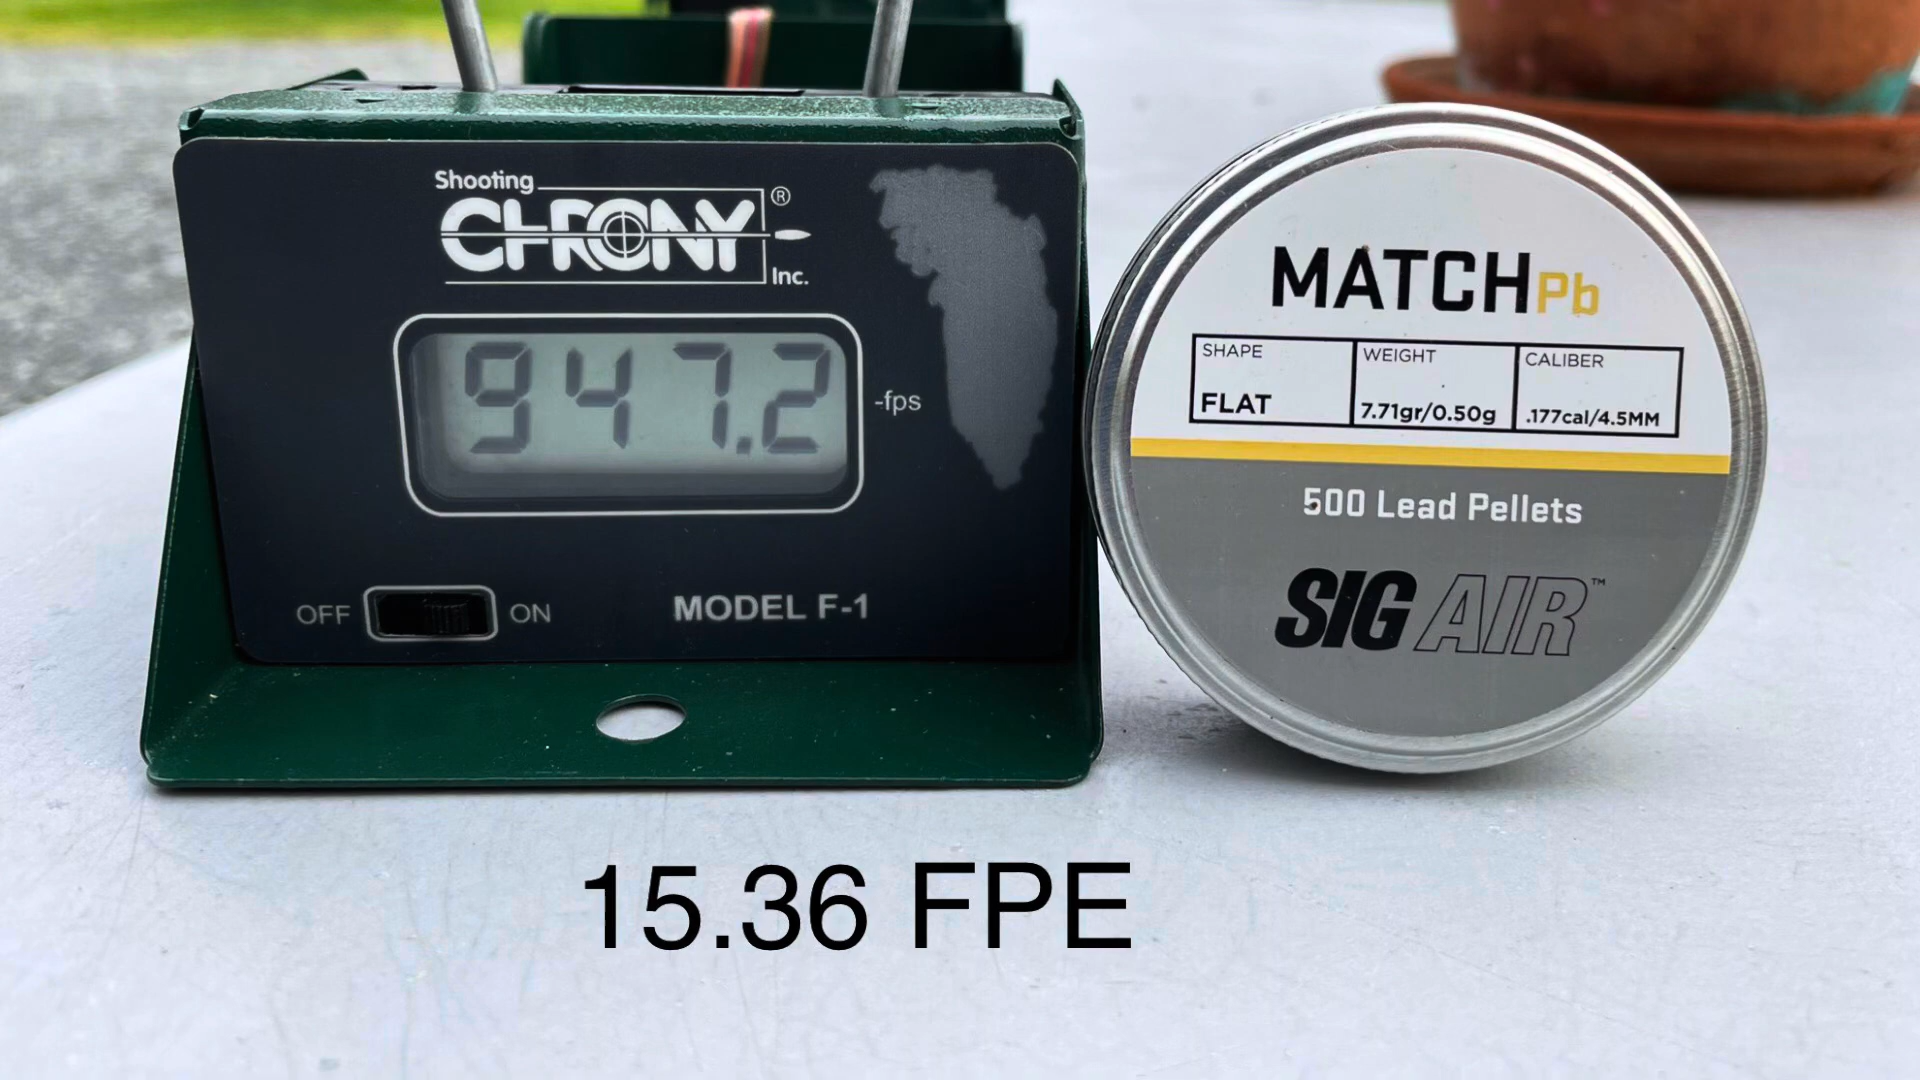 Shooting
CHRONY ®
Inc.
947.2
-fps
OFF ON
MODEL F-1
MATCHPb
SHAPE WEIGHT CALIBER
FLAT 7.71gr/0.50g .177cal/4.5MM
500 Lead Pellets
SIG AIR™
15.36 FPE